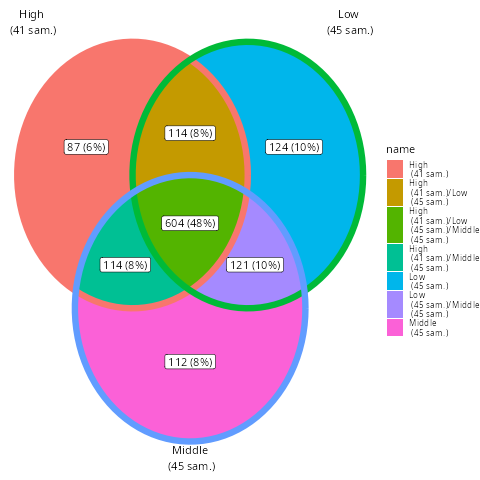 High
(41 sam.)
Low
(45 sam.)
114 (8%)
87 (6%)
124 (10%)
604 (48%)
114 (8%)
121 (10%)
112 (8%)
Middle
(45 sam.)
name
High
(41 sam.)
High
(41 sam.)/Low
(45 sam.)
High
(41 sam.)/Low
(45 sam.)/Middle
(45 sam.)
High
(41 sam.)/Middle
(45 sam.)
Low
(45 sam.)
Low
(45 sam.)/Middle
(45 sam.)
Middle
(45 sam.)